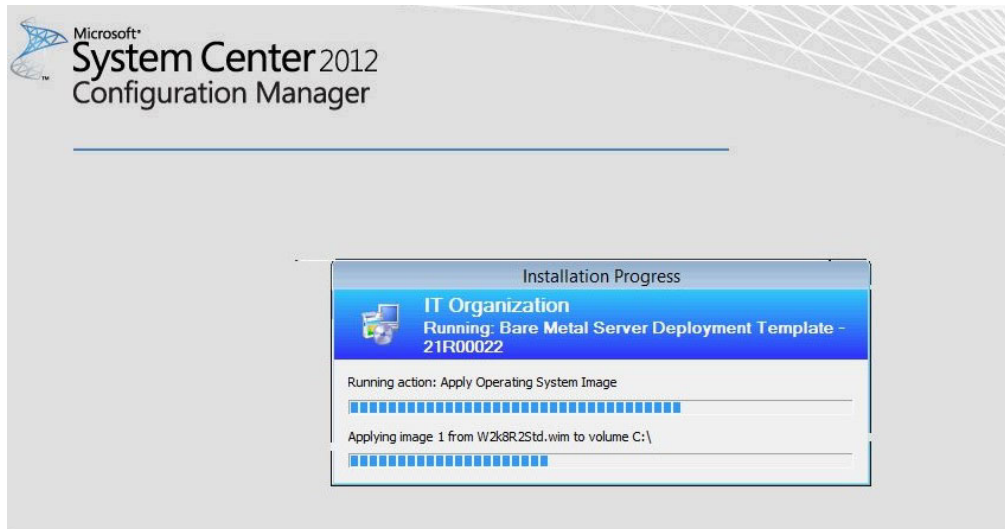 Microsoft®
System Center 2012
Configuration Manager
Installation Progress
IT Organization
Running: Bare Metal Server Deployment Template -
21R00022
Running action: Apply Operating System Image
Applying image 1 from W2k8R2Std.wim to volume C:\